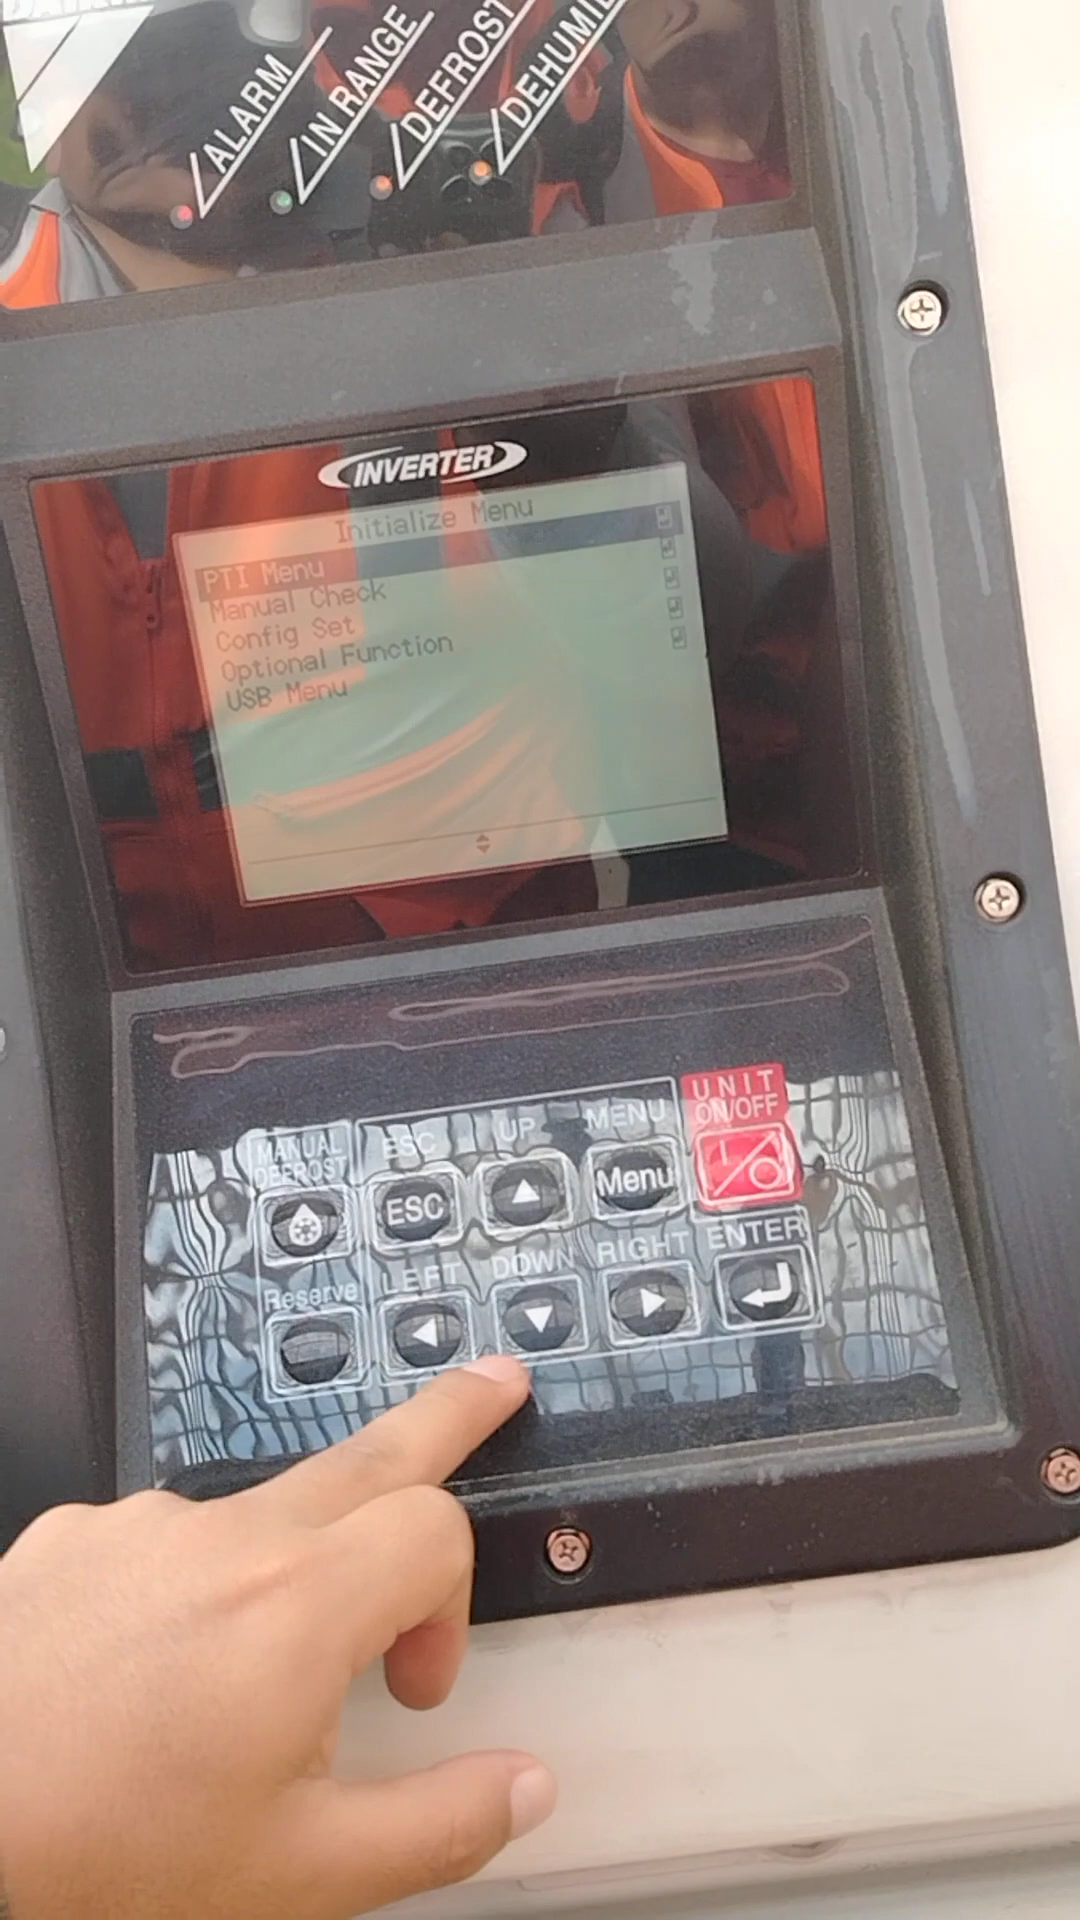 ALARM
IN RANGE
DEFROST
INVERTER
Initialize Menu
PTI Menu
Manual Check
Config Set
Optional Function
USB Menu
UNIT
ON/OFF
MANUAL
DEFROST
ESC
UP
MENU
ESC
Menu
Reserve
LEFT
DOWN
RIGHT
ENTER